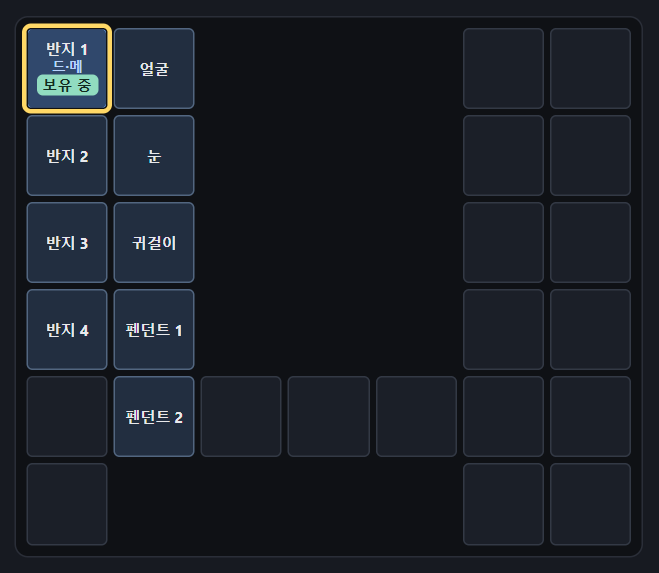 반지 1
드·메
보유 중
얼굴
반지 2
눈
반지 3
귀걸이
반지 4
펜던트 1
펜던트 2